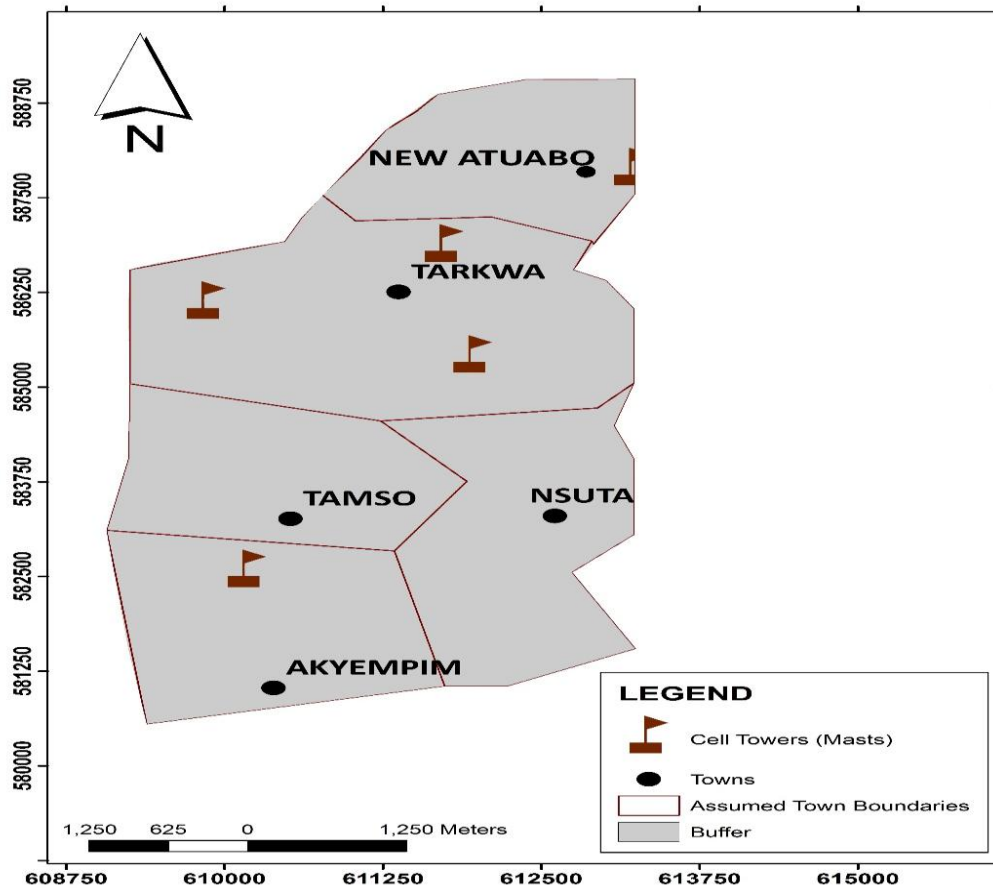 N
588750
587500
586250
585000
583750
582500
581250
580000
NEW ATUABO
TARKWA
TAMSO
NSUTA
AKYEMPIM
LEGEND
Cell Towers (Masts)
Towns
Assumed Town Boundaries
Buffer
1,250 625 0 1,250 Meters
608750 610000 611250 612500 613750 615000